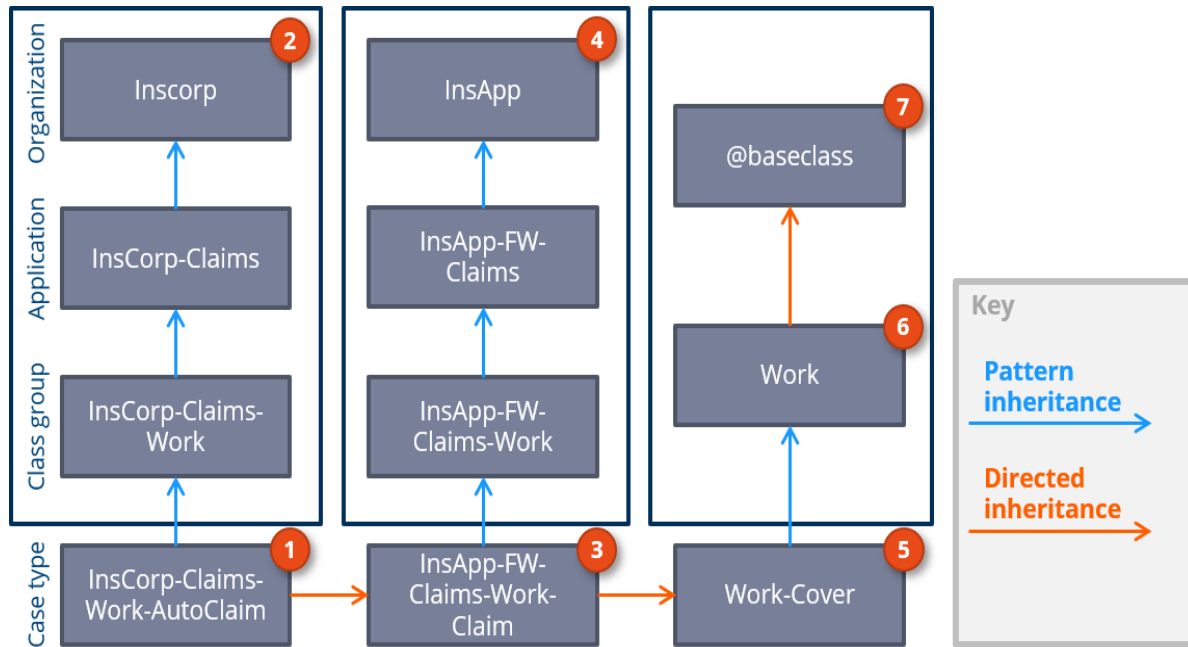 Organization
Application
Class group
Case type
2
Inscorp
InsCorp-Claims
InsCorp-Claims-
Work
1
InsCorp-Claims-
Work-AutoClaim
4
InsApp
InsApp-FW-
Claims
InsApp-FW-
Claims-Work
3
InsApp-FW-
Claims-Work-
Claim
7
@baseclass
6
Work
5
Work-Cover
Key
Pattern
inheritance
Directed
inheritance